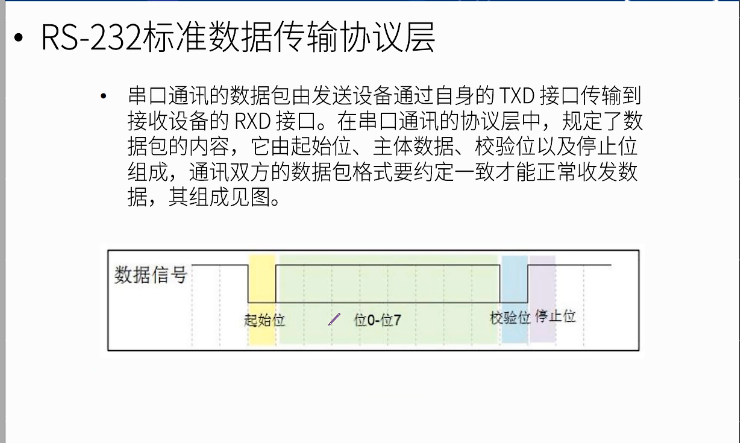 • RS-232标准数据传输协议层
• 串口通讯的数据包由发送设备通过自身的 TXD 接口传输到
接收设备的 RXD 接口。在串口通讯的协议层中，规定了数
据包的内容，它由起始位、主体数据、校验位以及停止位
组成，通讯双方的数据包格式要约定一致才能正常收发数
据，其组成见图。
数据信号
起始位 位0-位7 校验位 停止位